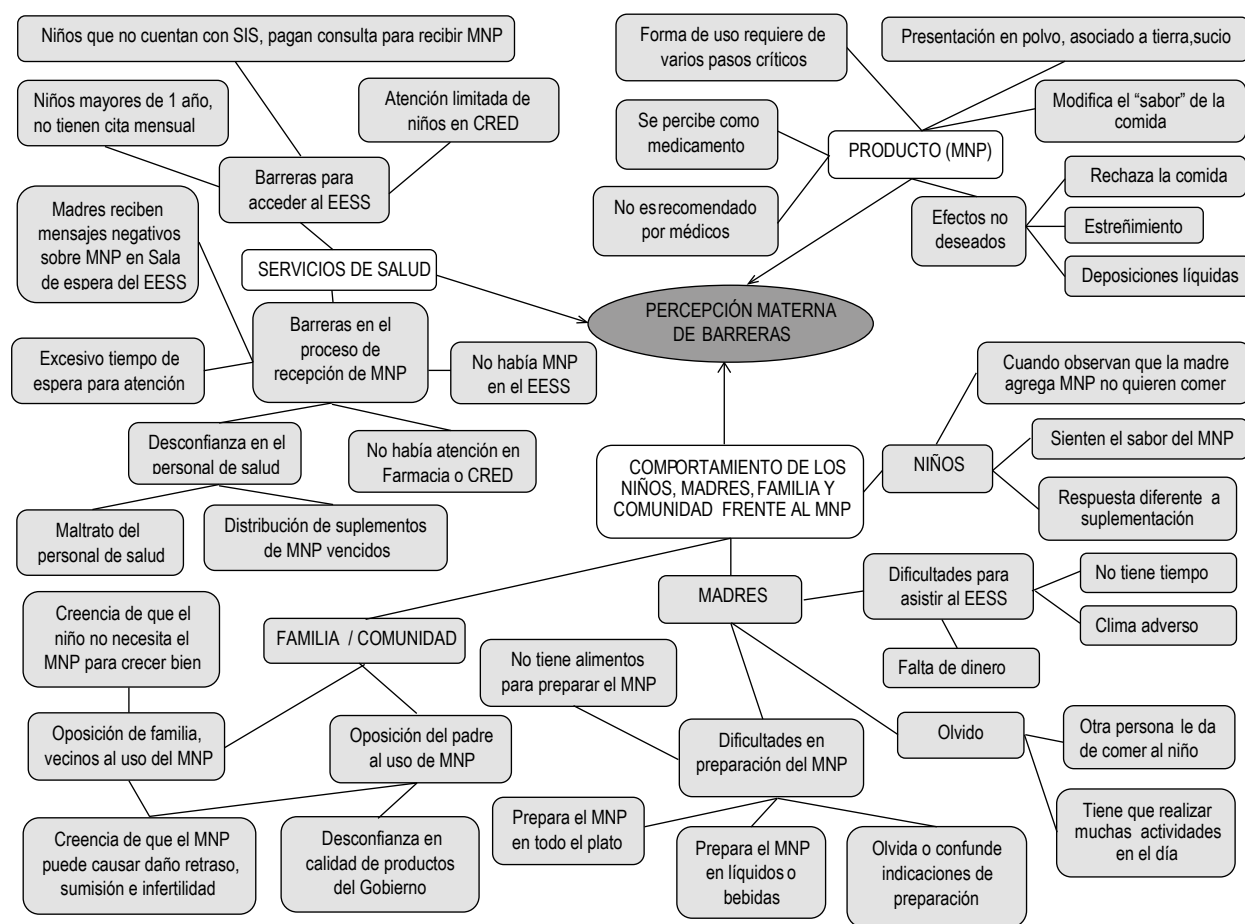 Niños que no cuentan con SIS, pagan consulta para recibir MNP
Niños mayores de 1 año,
no tienen cita mensual
Atención limitada de
niños en CRED
Barreras para
acceder al EESS
Madres reciben
mensajes negativos
sobre MNP en Sala
de espera del EESS
SERVICIOS DE SALUD
Barreras en el
proceso de
recepción de MNP
Excesivo tiempo de
espera para atención
No había MNP
en el EESS
Desconfianza en el
personal de salud
No había atención en
Farmacia o CRED
Maltrato del
personal de salud
Distribución de suplementos
de MNP vencidos
Forma de uso requiere de
varios pasos críticos
Presentación en polvo, asociado a tierra,sucio
Se percibe como
medicamento
Modifica el “sabor” de la
comida
PRODUCTO (MNP)
No es recomendado
por médicos
Efectos no
deseados
Rechaza la comida
Estreñimiento
Deposiciones líquidas
PERCEPCIÓN MATERNA
DE BARRERAS
COMPORTAMIENTO DE LOS
NIÑOS, MADRES, FAMILIA Y
COMUNIDAD FRENTE AL MNP
Cuando observan que la madre
agrega MNP no quieren comer
NIÑOS
Sienten el sabor del MNP
Respuesta diferente a
suplementación
MADRES
Dificultades para
asistir al EESS
No tiene tiempo
Clima adverso
Falta de dinero
Creencia de que el
niño no necesita el
MNP para crecer bien
FAMILIA / COMUNIDAD
No tiene alimentos
para preparar el MNP
Oposición de familia,
vecinos al uso del MNP
Oposición del padre
al uso de MNP
Dificultades en
preparación del MNP
Olvido
Otra persona le da
de comer al niño
Creencia de que el MNP
puede causar daño retraso,
sumisión e infertilidad
Desconfianza en
calidad de productos
del Gobierno
Prepara el MNP
en todo el plato
Prepara el MNP
en líquidos o
bebidas
Olvida o confunde
indicaciones de
preparación
Tiene que realizar
muchas actividades
en el día